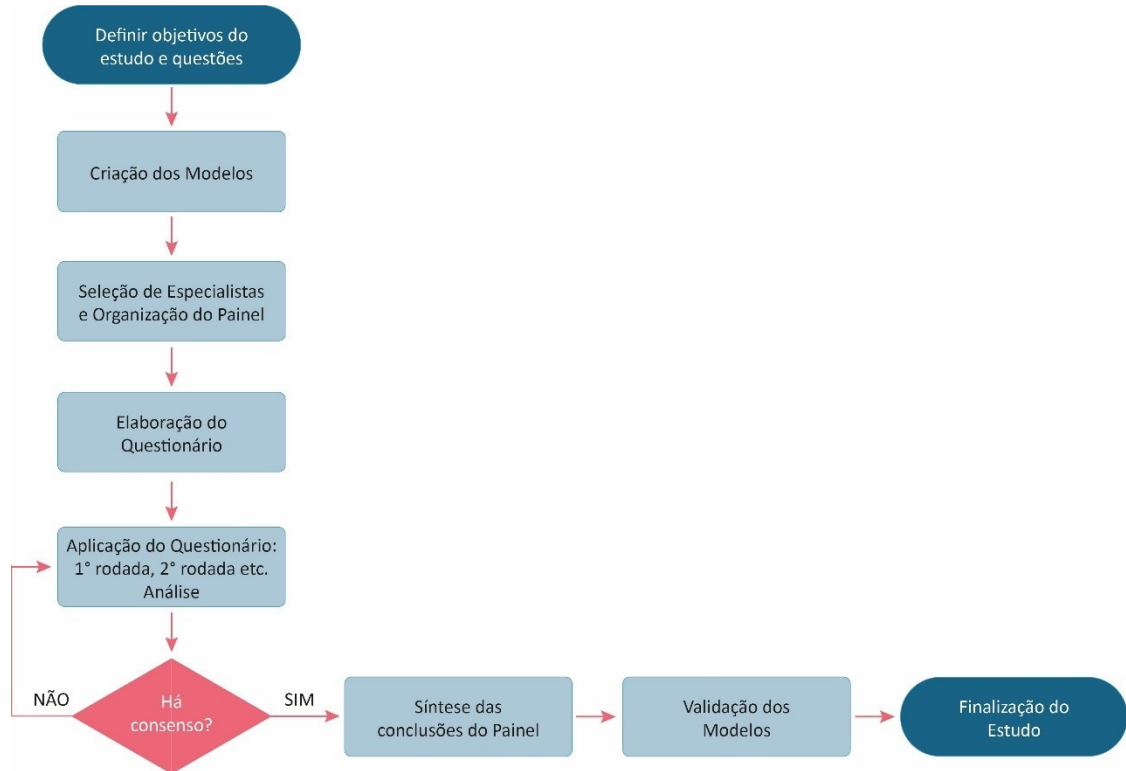 Definir objetivos do
estudo e questões
Criação dos Modelos
Seleção de Especialistas
e Organização do Painel
Elaboração do
Questionário
Aplicação do Questionário:
1° rodada, 2° rodada etc.
Análise
NÃO
Há
consenso?
SIM
Síntese das
conclusões do Painel
Validação dos
Modelos
Finalização do
Estudo